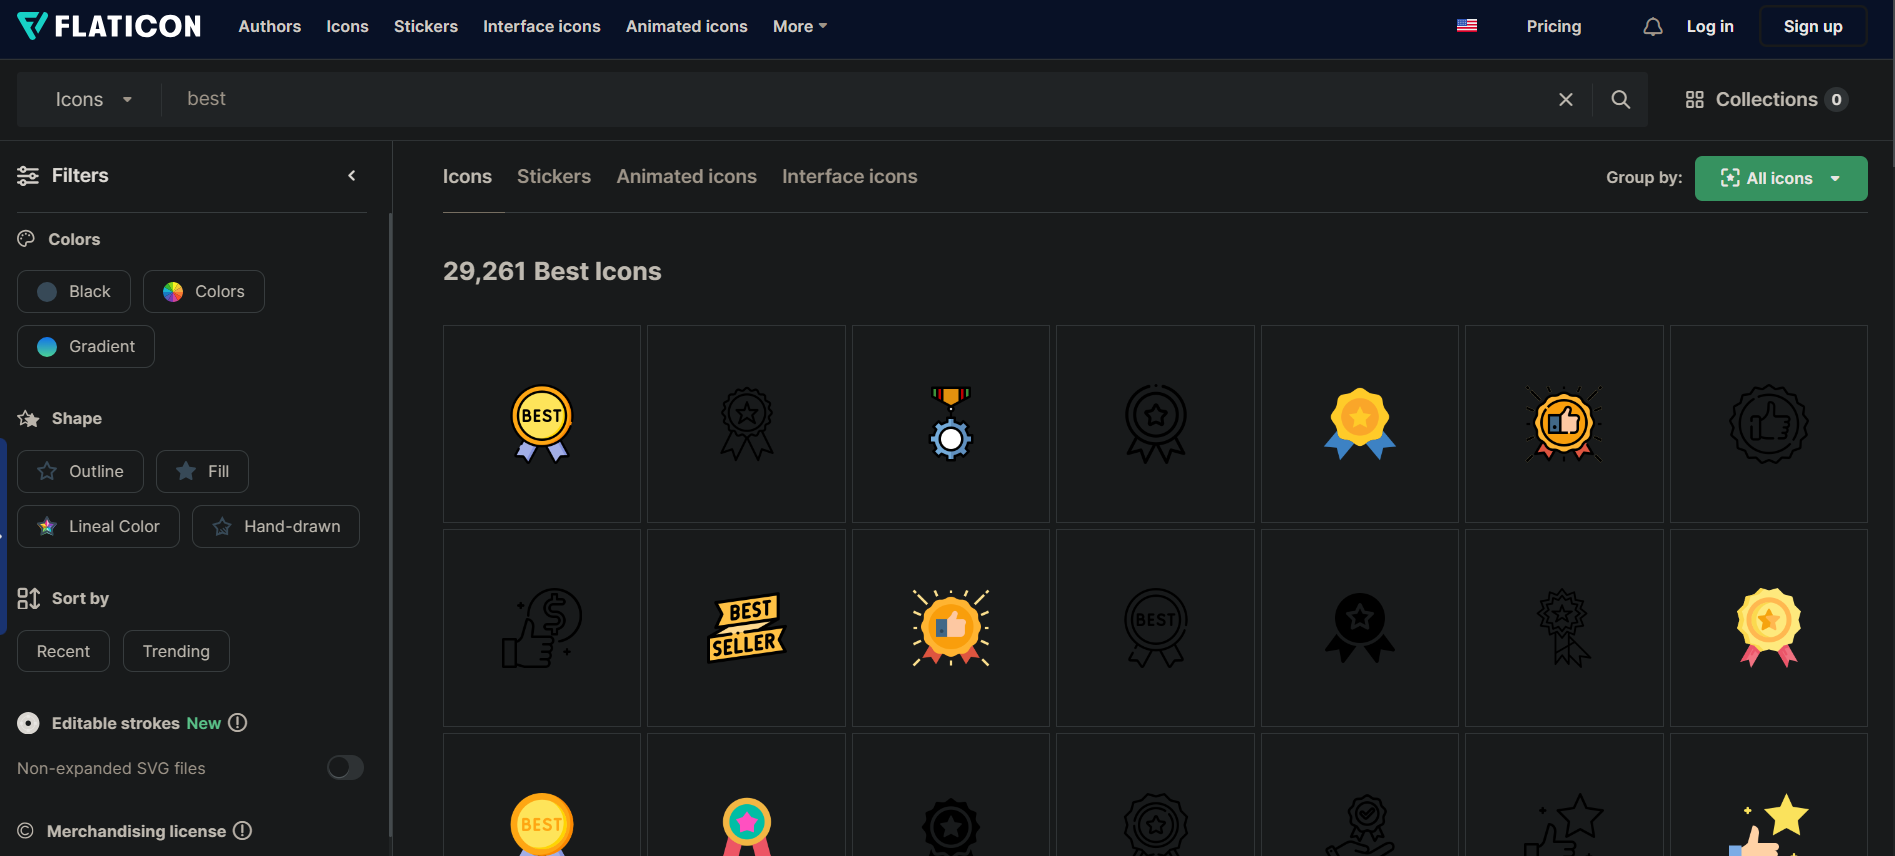 FLATICON Authors Icons Stickers Interface icons Animated icons More Pricing Log in Sign up
Icons best Collections 0
Filters
Colors
Black Colors
Gradient
Shape
Outline Fill
Lineal Color Hand-drawn
Sort by
Recent Trending
Editable strokes New
Non-expanded SVG files
© Merchandising license
Icons Stickers Animated icons Interface icons Group by: All icons
29,261 Best Icons
BEST
$
BEST
SELLER
BEST
BEST